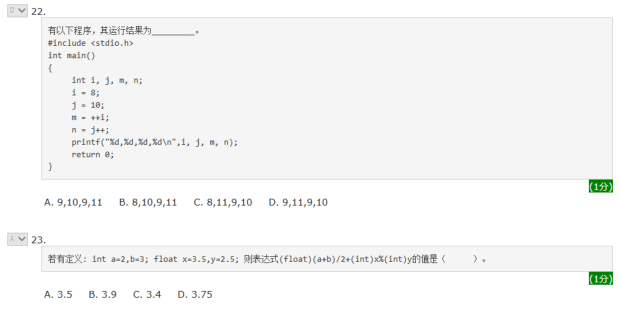 D 22.
有以下程序，其运行结果为_________。
#include <stdio.h>
int main()
{
int i, j, m, n;
i = 8;
j = 10;
m = ++i;
n = j++;
printf("%d,%d,%d,%d\n",i, j, m, n);
return 0;
}
(1分)
A. 9,10,9,11 B. 8,10,9,11 C. 8,11,9,10 D. 9,11,9,10
A 23.
若有定义: int a=2,b=3; float x=3.5,y=2.5; 则表达式(float)(a+b)/2+(int)x%(int)y的值是（ ）。
(1分)
A. 3.5 B. 3.9 C. 3.4 D. 3.75